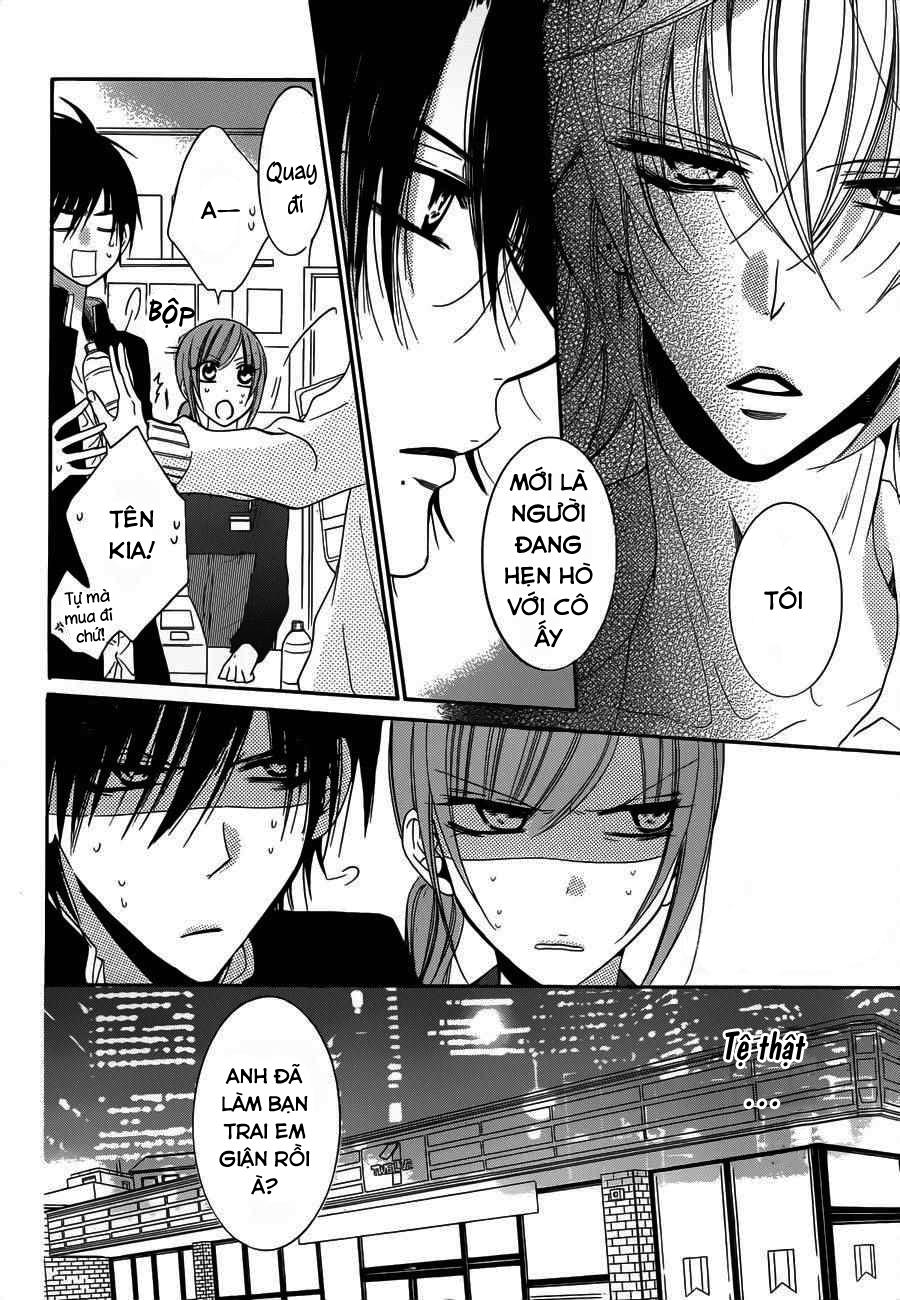 TÔI
MỚI LÀ
NGƯỜI
ĐANG
HẸN HÒ
VỚI CÔ
ẤY
Quay
đi
A—
BỘP
TÊN
KIA!
Tự mà
mua đi
chứ!
Tệ thật
...
ANH ĐÃ
LÀM BẠN
TRAI EM
GIẬN RỒI
À?